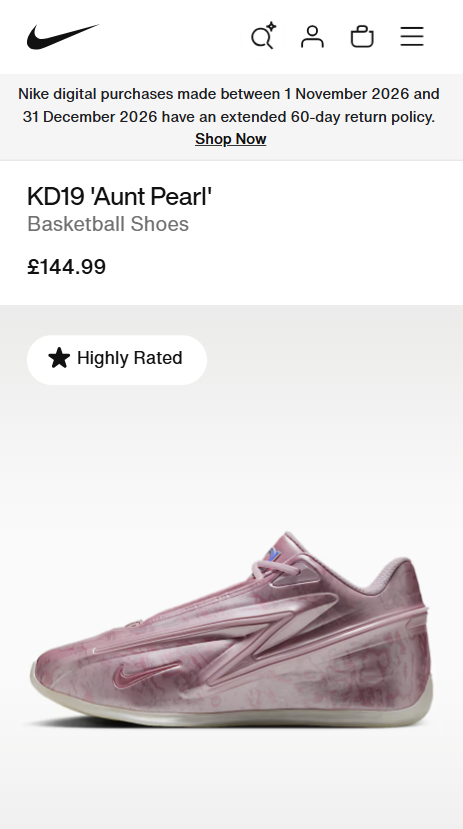 Nike digital purchases made between 1 November 2026 and
31 December 2026 have an extended 60-day return policy.
Shop Now
KD19 'Aunt Pearl'
Basketball Shoes
£144.99
Highly Rated